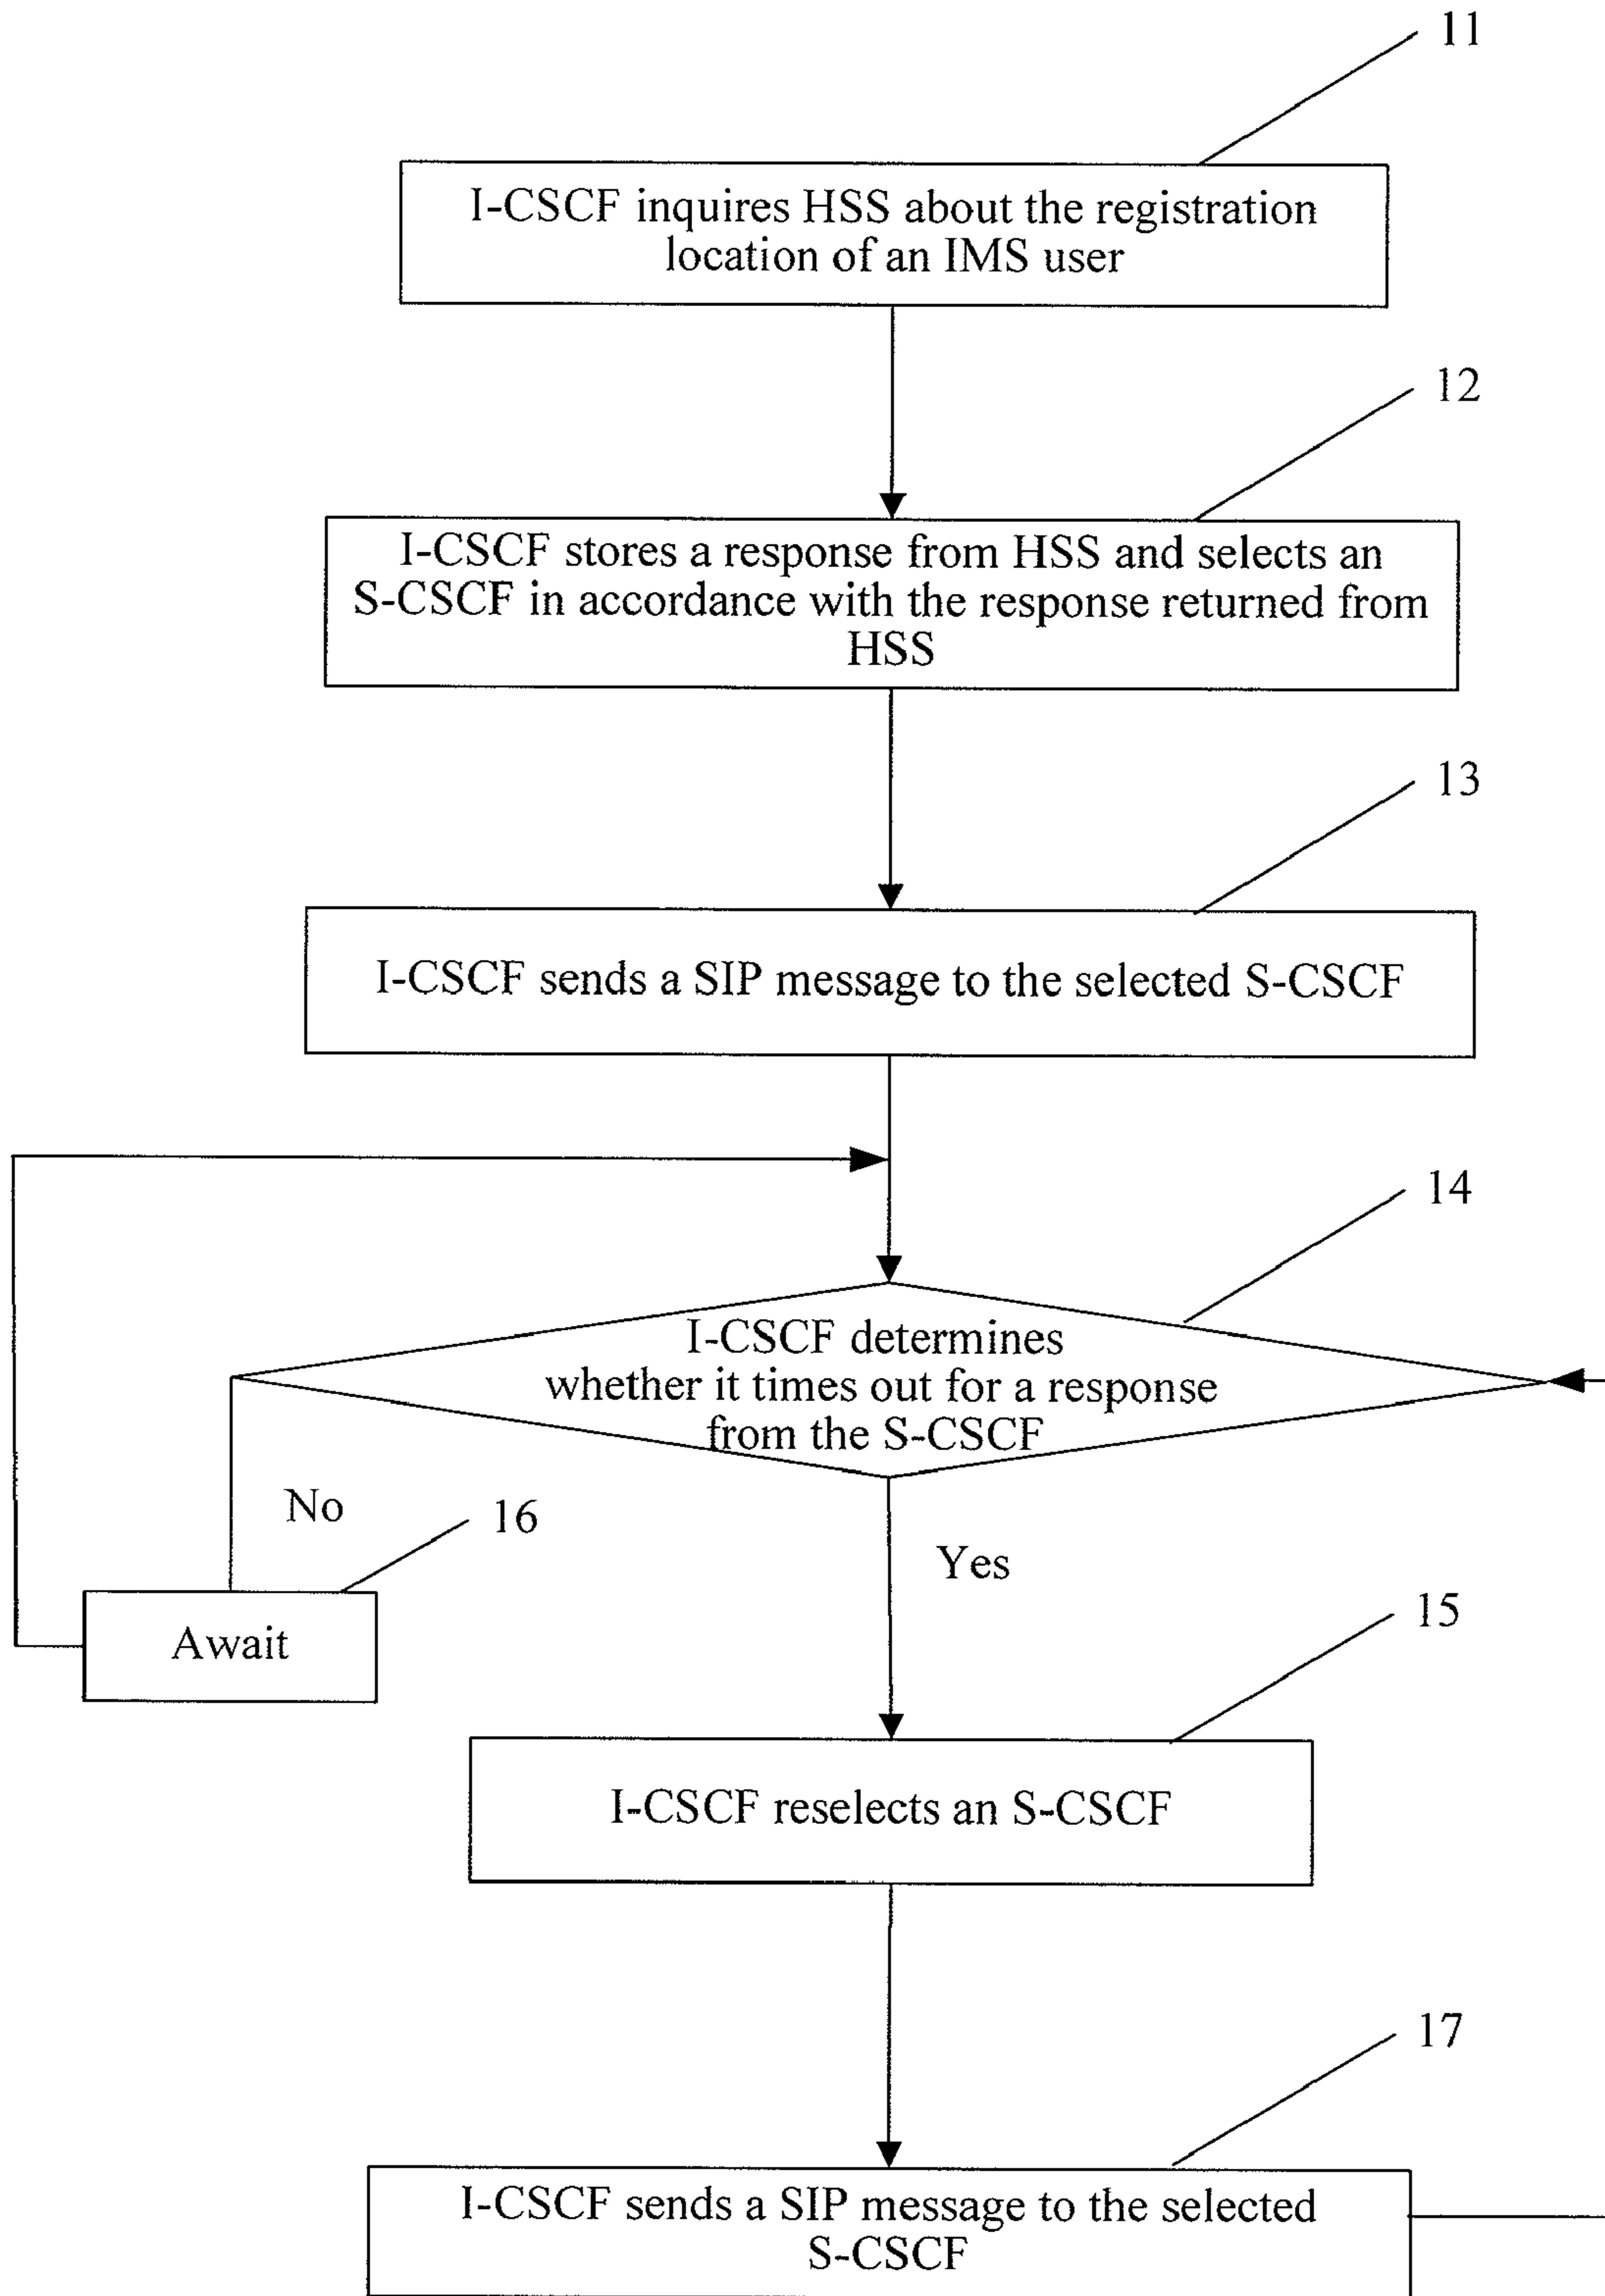 11
I-CSCF inquires HSS about the registration
location of an IMS user
12
I-CSCF stores a response from HSS and selects an
S-CSCF in accordance with the response returned from
HSS
13
I-CSCF sends a SIP message to the selected S-CSCF
14
I-CSCF determines
whether it times out for a response
from the S-CSCF
No
16
Yes
Await
15
I-CSCF reselects an S-CSCF
17
I-CSCF sends a SIP message to the selected
S-CSCF